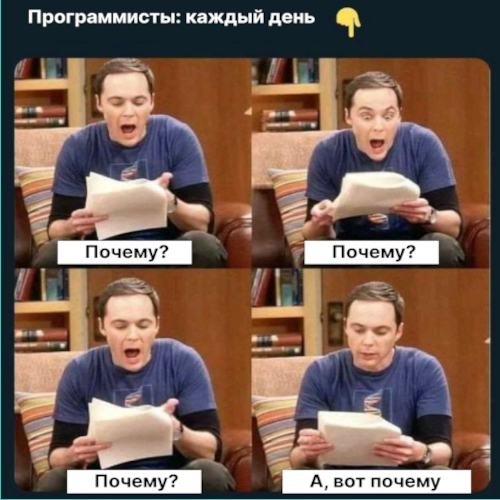 Программисты: каждый день
Почему?
Почему?
Почему?
А, вот почему